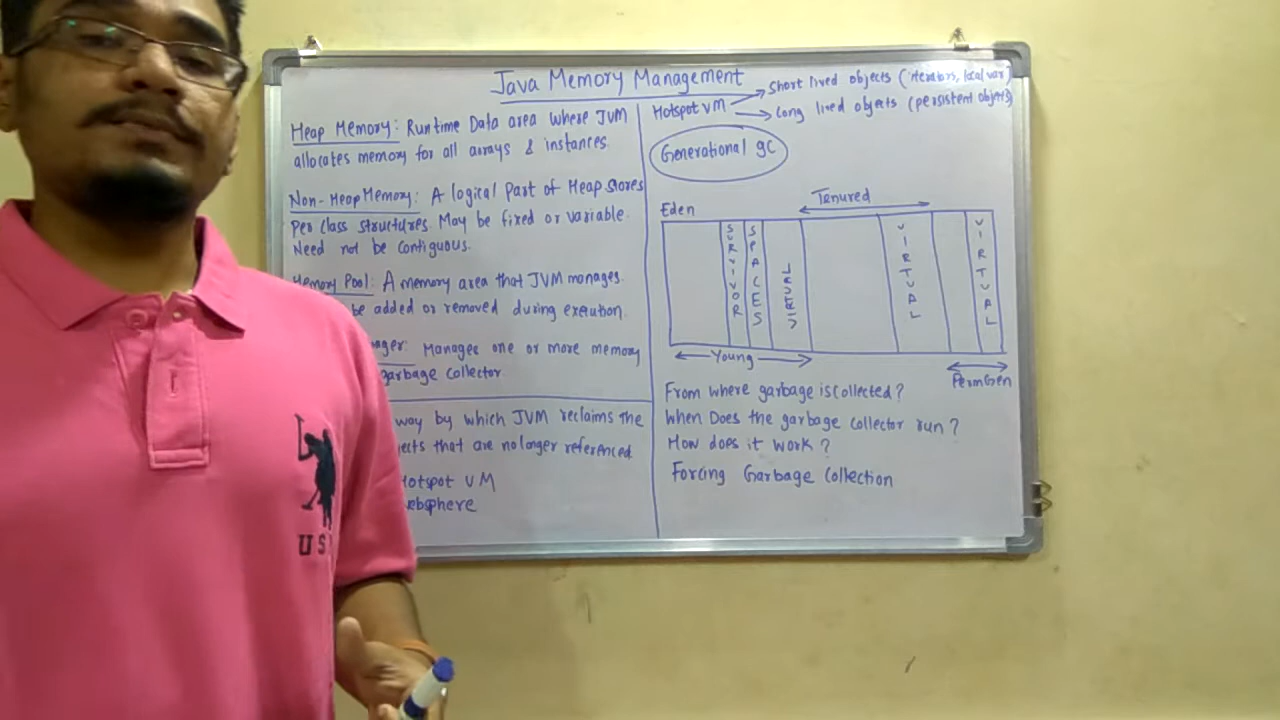 Java Memory Management
Heap Memory: Runtime Data area where JVM
allocates memory for all arrays & instances.
Non-Heap Memory: A logical part of Heap stores
per class structures. May be fixed or variable.
Need not be contiguous.
Memory Pool: A memory area that JVM manages.
be added or removed during execution.
Manages one or more memory
garbage collector.
way by which JVM reclaims the
that are no longer referenced
Hotspot VM
Hotspot VM
Short lived objects (iterators, local var)
Long lived objects (persistent objects)
Generational gc
Eden
Tenured
SURVIVOR
SPACES
VIRTUAL
VIRTUAL
VIRTUAL
Young
PermGen
From where garbage is collected?
When Does the garbage collector run?
How does it work?
Forcing Garbage Collection
US